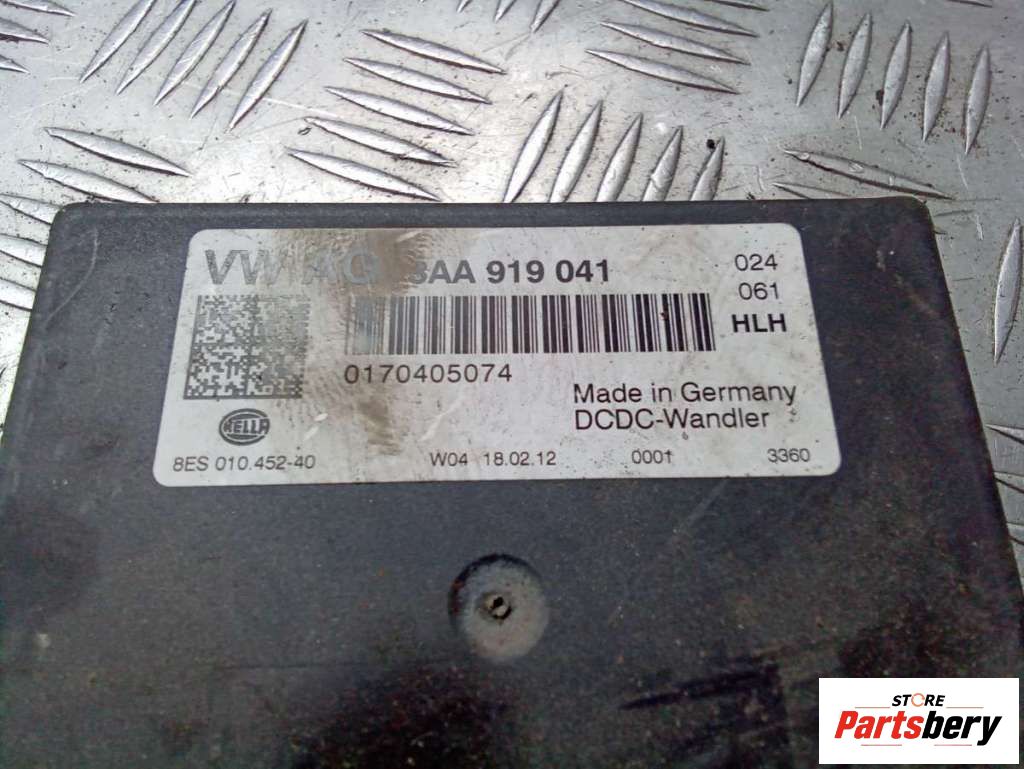 VW AG 3AA 919 041
024
061
HLH
0170405074
Made in Germany
DCDC-Wandler
HELLA
8ES 010.452-40 W04 18.02.12 0001 3360
STORE
Partsbery